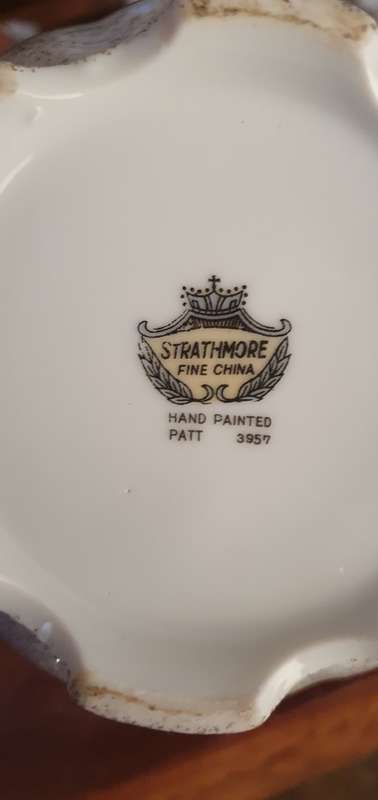 STRATHMORE
FINE CHINA
HAND PAINTED
PATT 3957